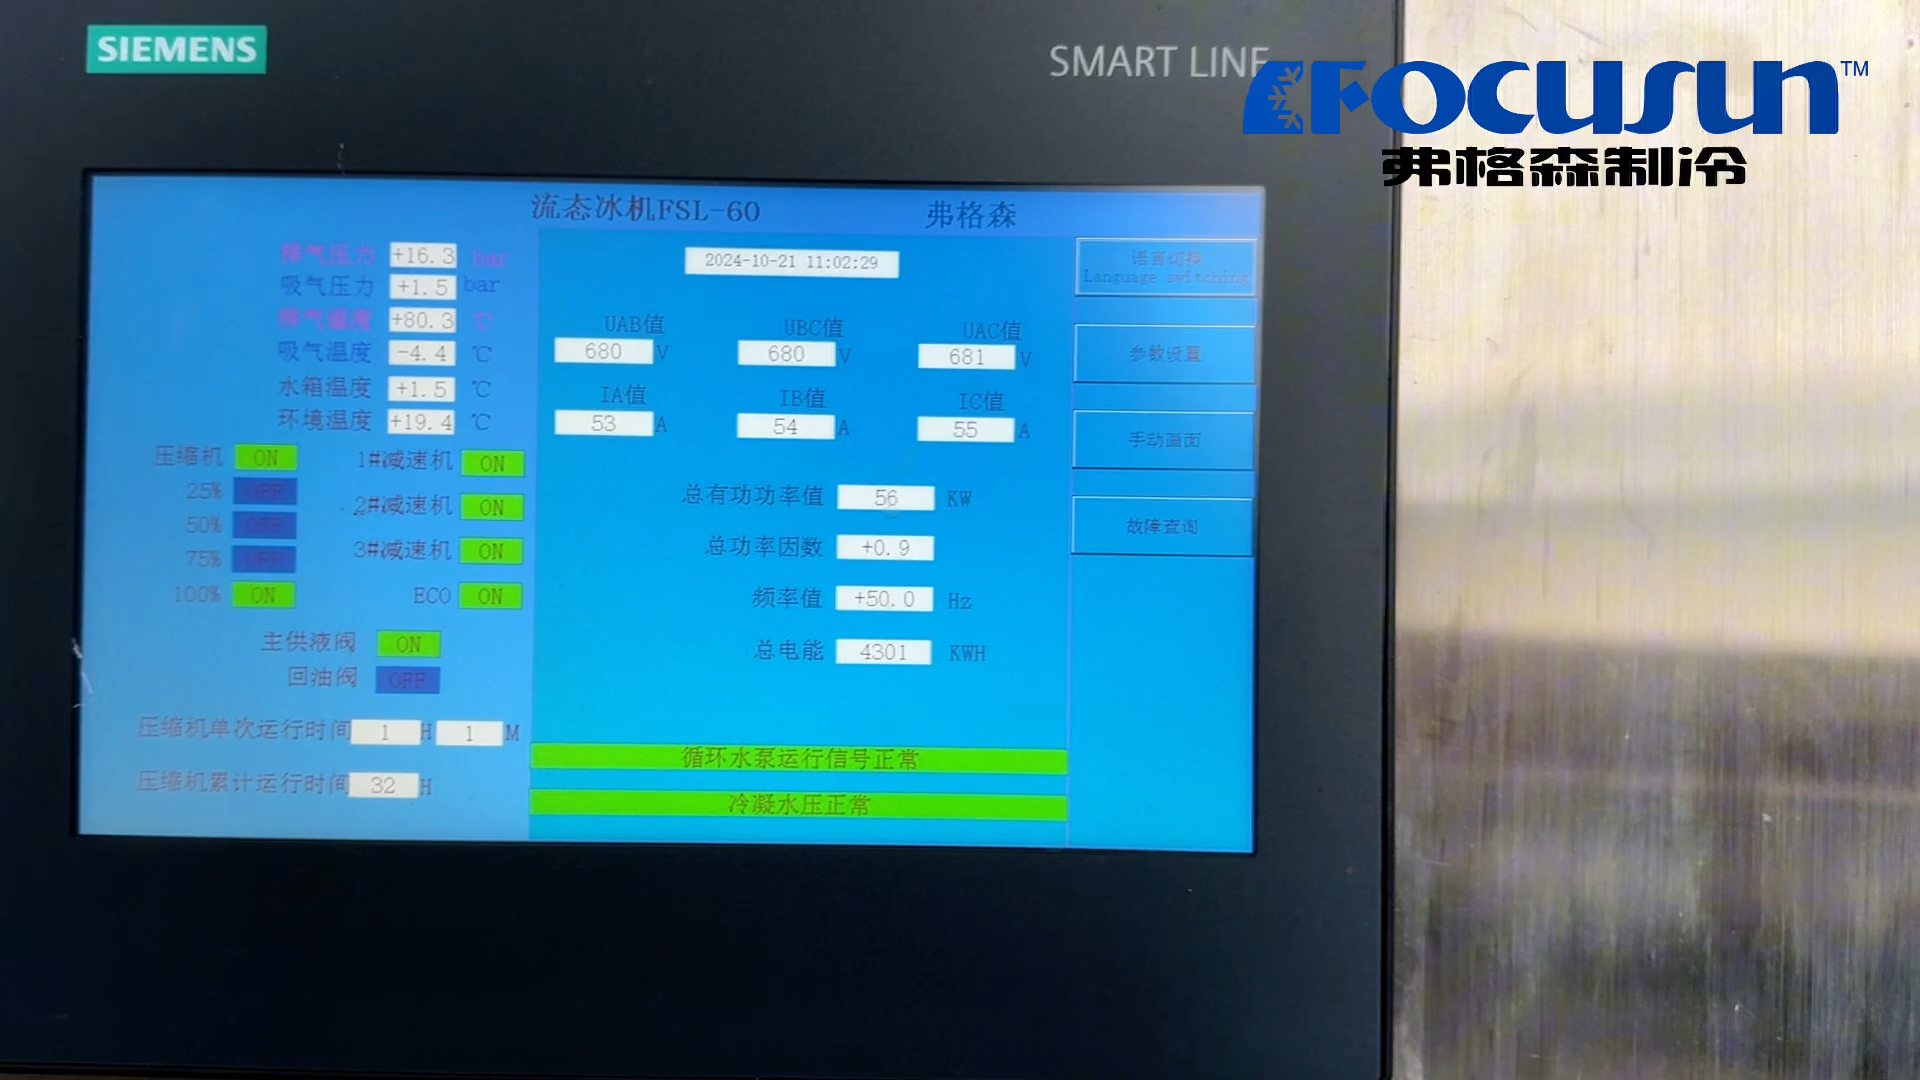 SIEMENS
SMART LINE
FOCUSUN™
弗格森制冷
流态冰机FSL-60 弗格森
排气压力 +16.3 bar
吸气压力 +1.5 bar
排气温度 +80.3 ℃
吸气温度 -4.4 ℃
水箱温度 +1.5 ℃
环境温度 +19.4 ℃
压缩机 ON
25% OFF
50% OFF
75% OFF
100% ON
1#减速机 ON
2#减速机 ON
3#减速机 ON
ECO ON
主供液阀 ON
回油阀 OFF
压缩机单次运行时间 1 H 1 M
压缩机累计运行时间 32 H
2024-10-21 11:02:29
UAB值 UBC值 UAC值
680 V 680 V 681 V
IA值 IB值 IC值
53 A 54 A 55 A
总有功功率值 56 KW
总功率因数 +0.9
频率值 +50.0 Hz
总电能 4301 KWH
循环水泵运行信号正常
冷凝水压正常
语言切换
Language switching
参数设置
手动画面
故障查询